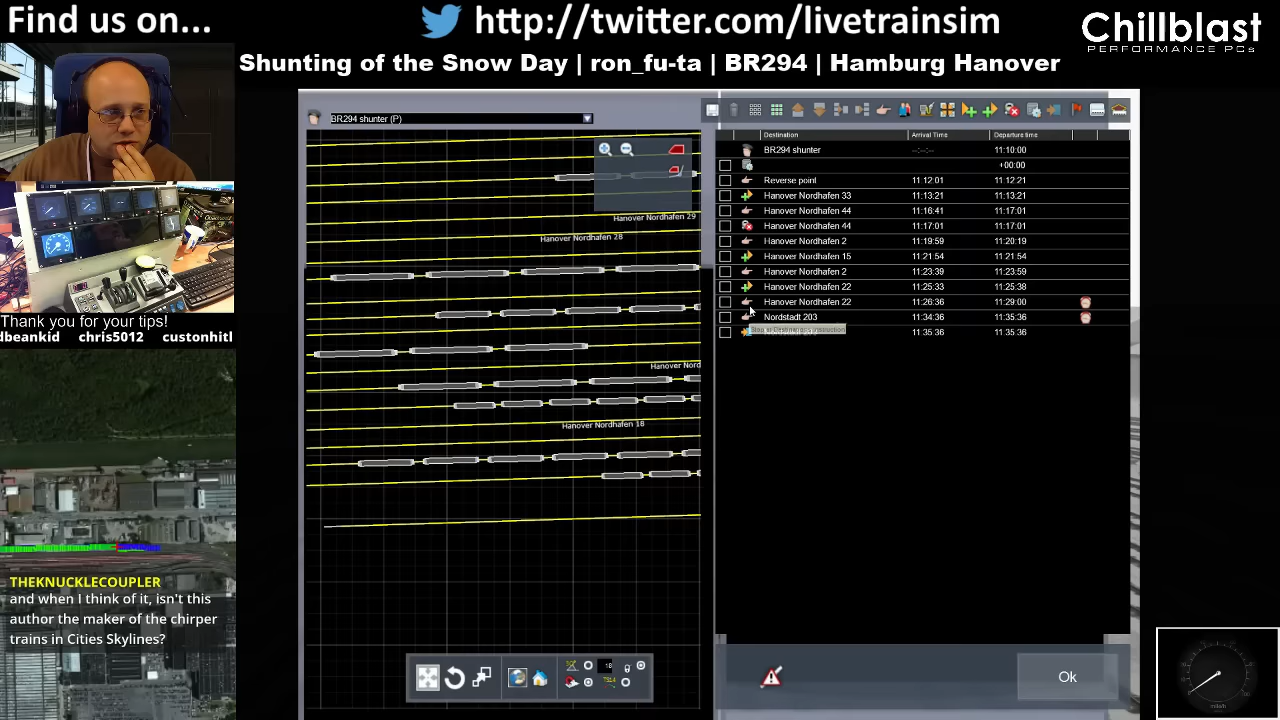 Find us on...
http://twitter.com/livetrainsim
Chillblast
PERFORMANCE PCs
Shunting of the Snow Day | ron_fu-ta | BR294 | Hamburg Hanover
BR294 shunter (P)
Hanover Nordhafen 29
Hanover Nordhafen 28
Hanover Nord
Hanover Nordhafen 18
Destination Arrival Time Departure time
BR294 shunter --:--:-- 11:10:00
+00:00
Reverse point 11:12:01 11:12:21
Hanover Nordhafen 33 11:13:21 11:13:21
Hanover Nordhafen 44 11:16:41 11:17:01
Hanover Nordhafen 44 11:17:01 11:17:01
Hanover Nordhafen 2 11:19:59 11:20:19
Hanover Nordhafen 15 11:21:54 11:21:54
Hanover Nordhafen 2 11:23:39 11:23:59
Hanover Nordhafen 22 11:25:33 11:25:38
Hanover Nordhafen 22 11:26:36 11:29:00
Nordstadt 203 11:34:36 11:35:36
11:35:36 11:35:36
18
Ok
Thank you for your tips!
dbeankid chris5012 customhitl
THEKNUCKLECOUPLER
and when I think of it, isn't this
author the maker of the chirper
trains in Cities Skylines?